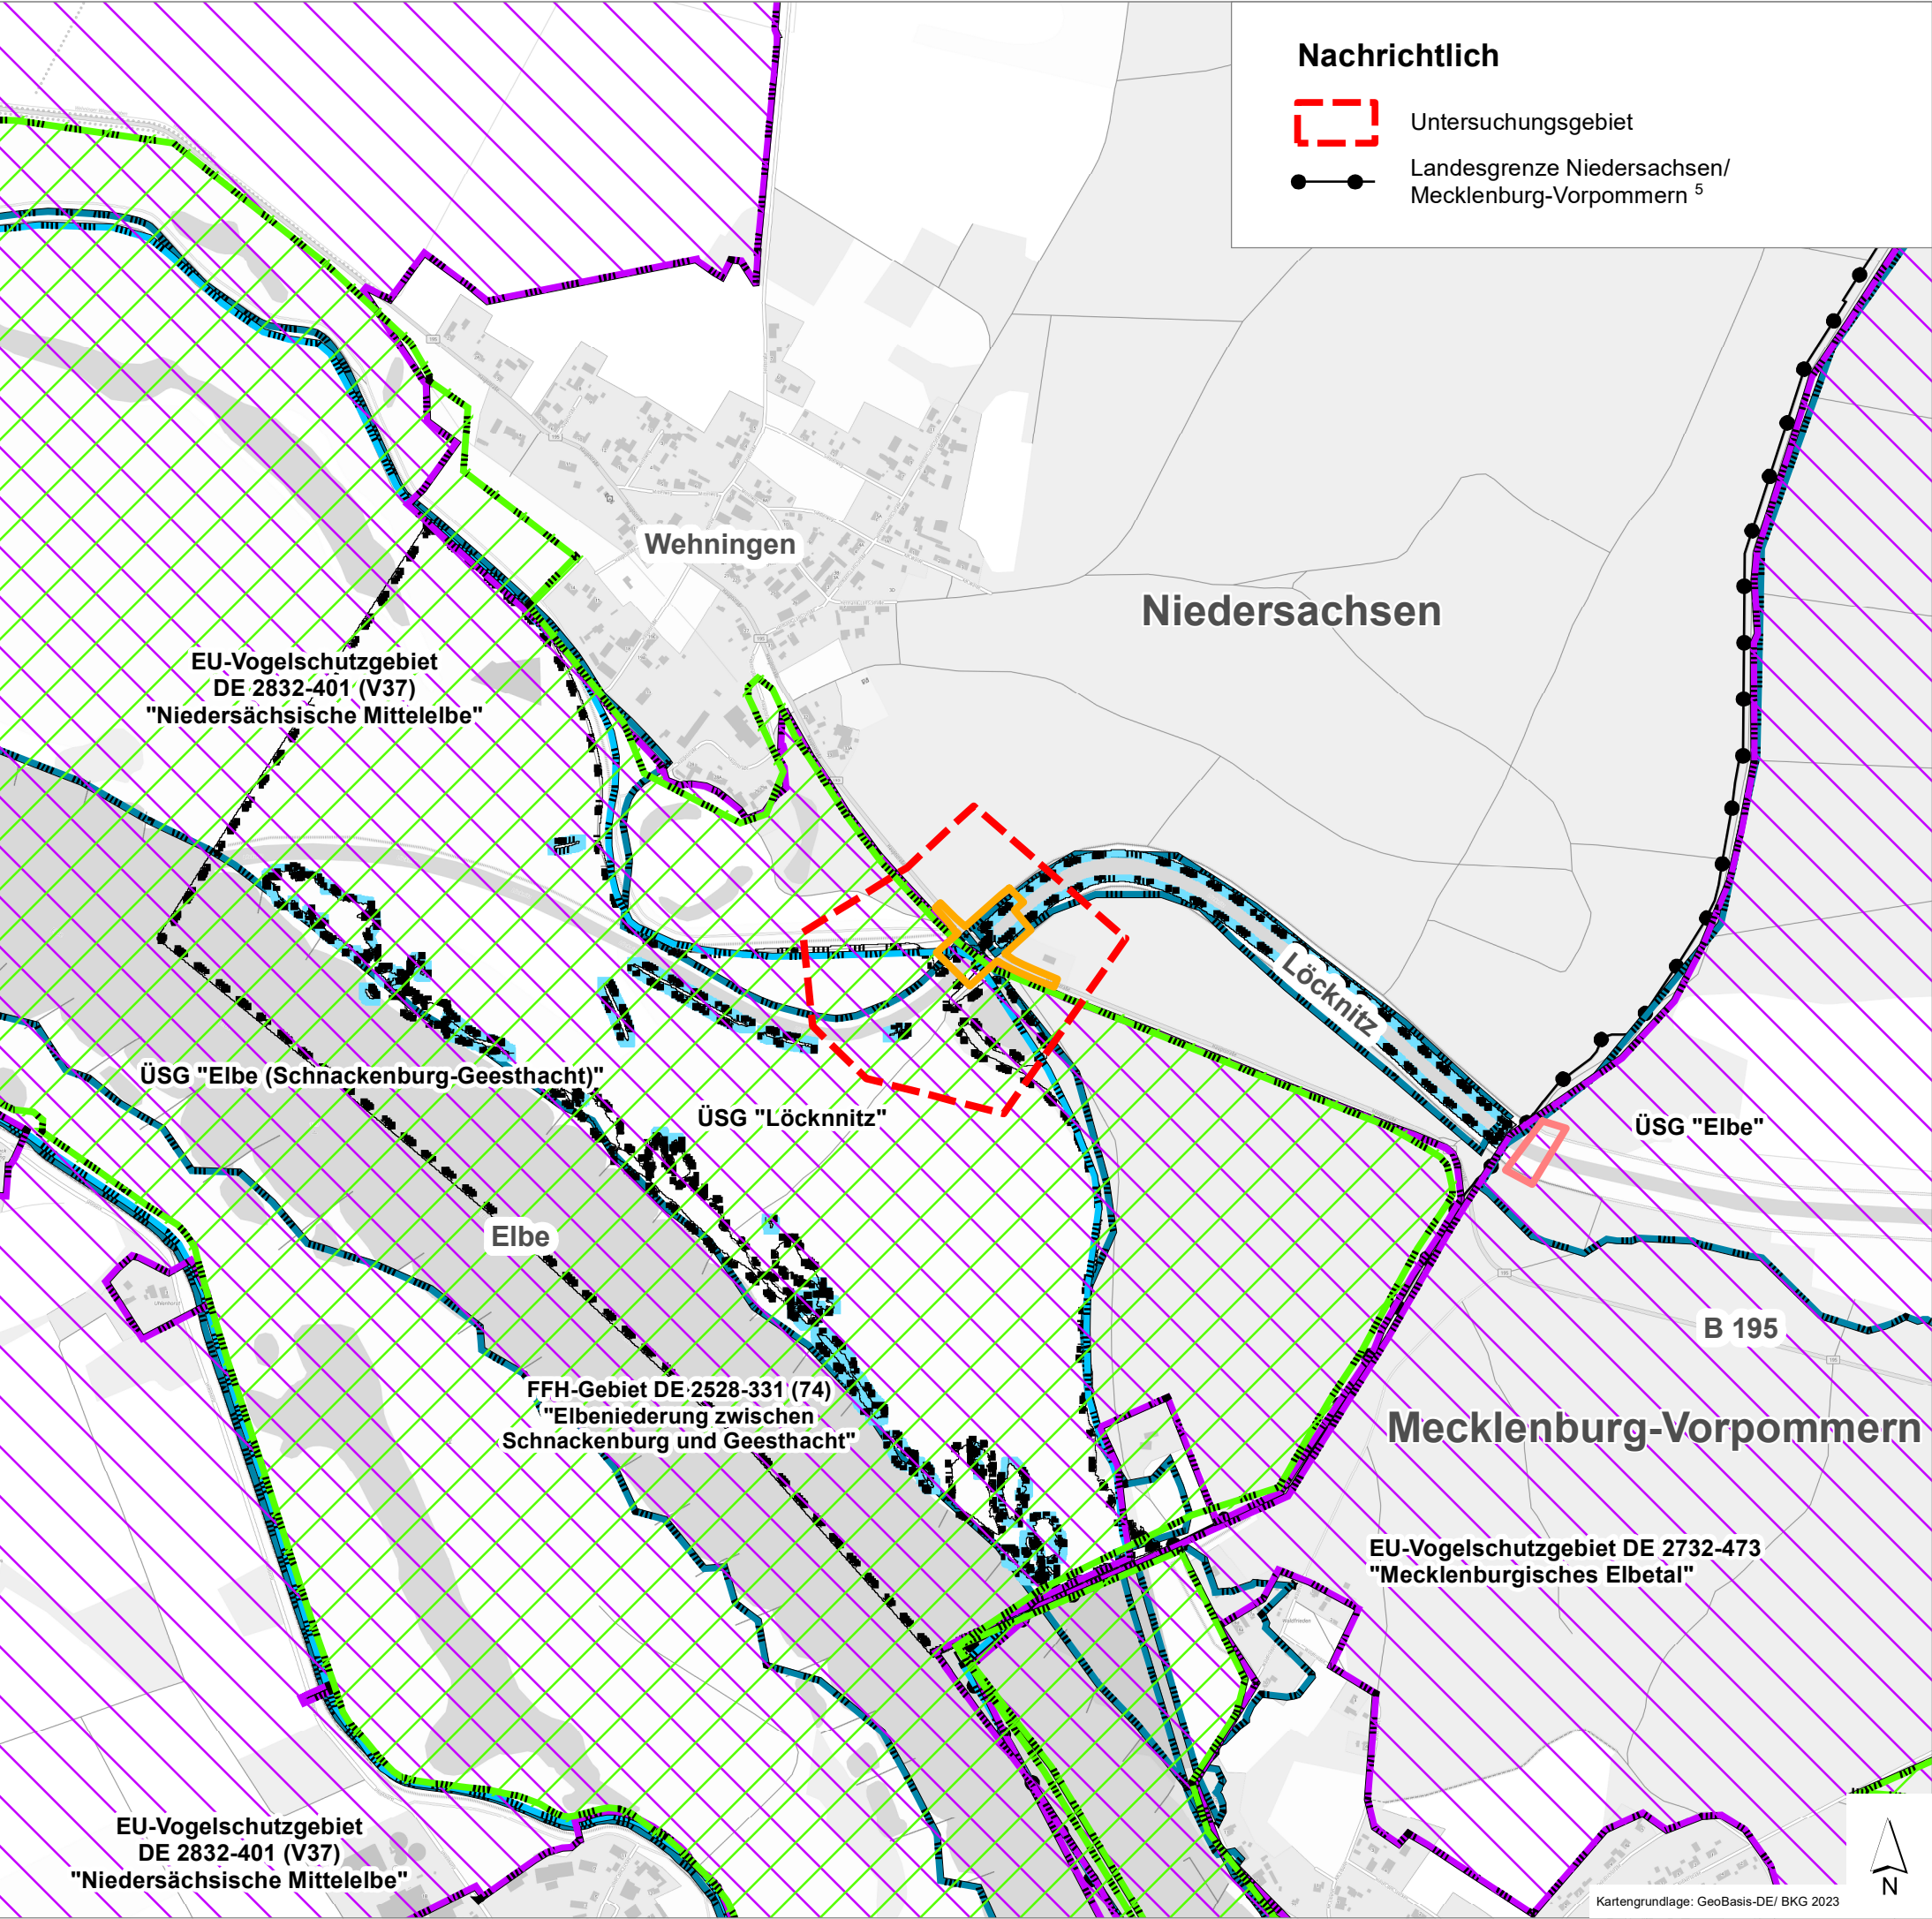 Nachrichtlich
Untersuchungsgebiet
Landesgrenze Niedersachsen/
Mecklenburg-Vorpommern 5
Wehningen
Niedersachsen
EU-Vogelschutzgebiet
DE 2832-401 (V37)
"Niedersächsische Mittelelbe"
Löcknitz
ÜSG "Elbe (Schnackenburg-Geesthacht)"
ÜSG "Löcknnitz"
ÜSG "Elbe"
Elbe
B 195
FFH-Gebiet DE 2528-331 (74)
"Elbeniederung zwischen
Schnackenburg und Geesthacht"
Mecklenburg-Vorpommern
EU-Vogelschutzgebiet DE 2732-473
"Mecklenburgisches Elbetal"
EU-Vogelschutzgebiet
DE 2832-401 (V37)
"Niedersächsische Mittelelbe"
N
Kartengrundlage: GeoBasis-DE/ BKG 2023